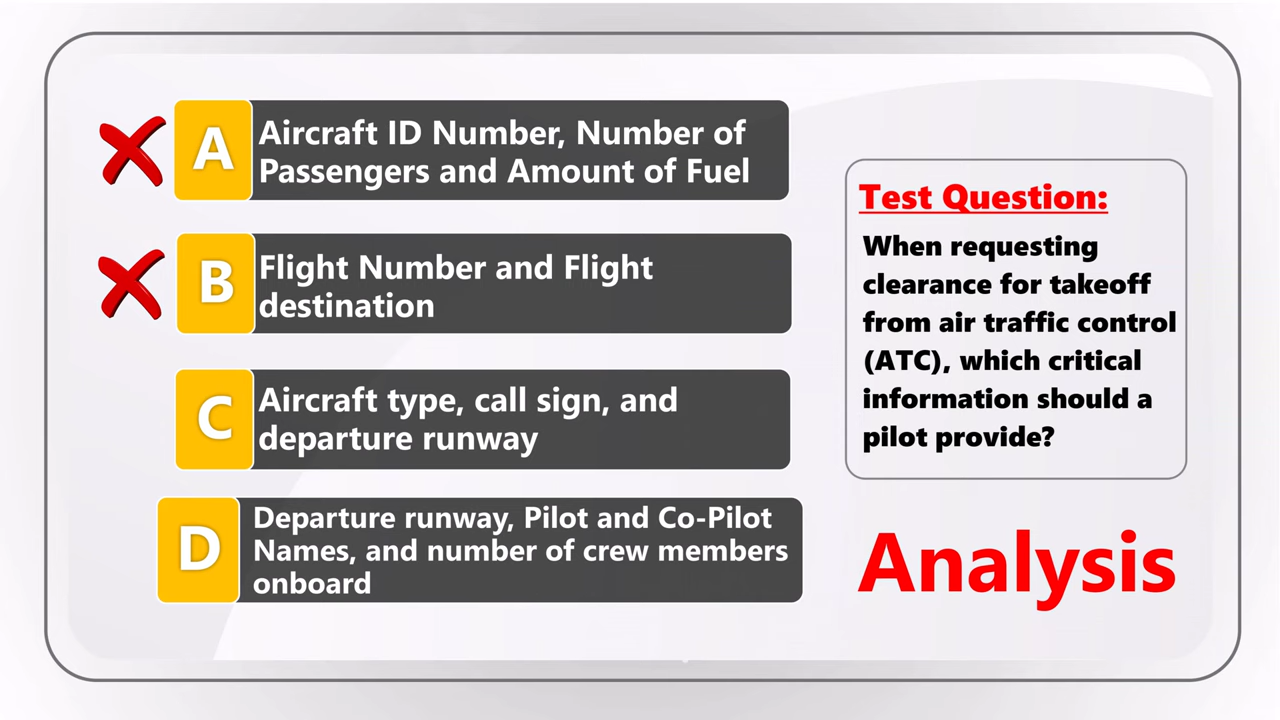 A
Aircraft ID Number, Number of
Passengers and Amount of Fuel
B
Flight Number and Flight
destination
C
Aircraft type, call sign, and
departure runway
D
Departure runway, Pilot and Co-Pilot
Names, and number of crew members
onboard
Test Question:
When requesting
clearance for takeoff
from air traffic control
(ATC), which critical
information should a
pilot provide?
Analysis